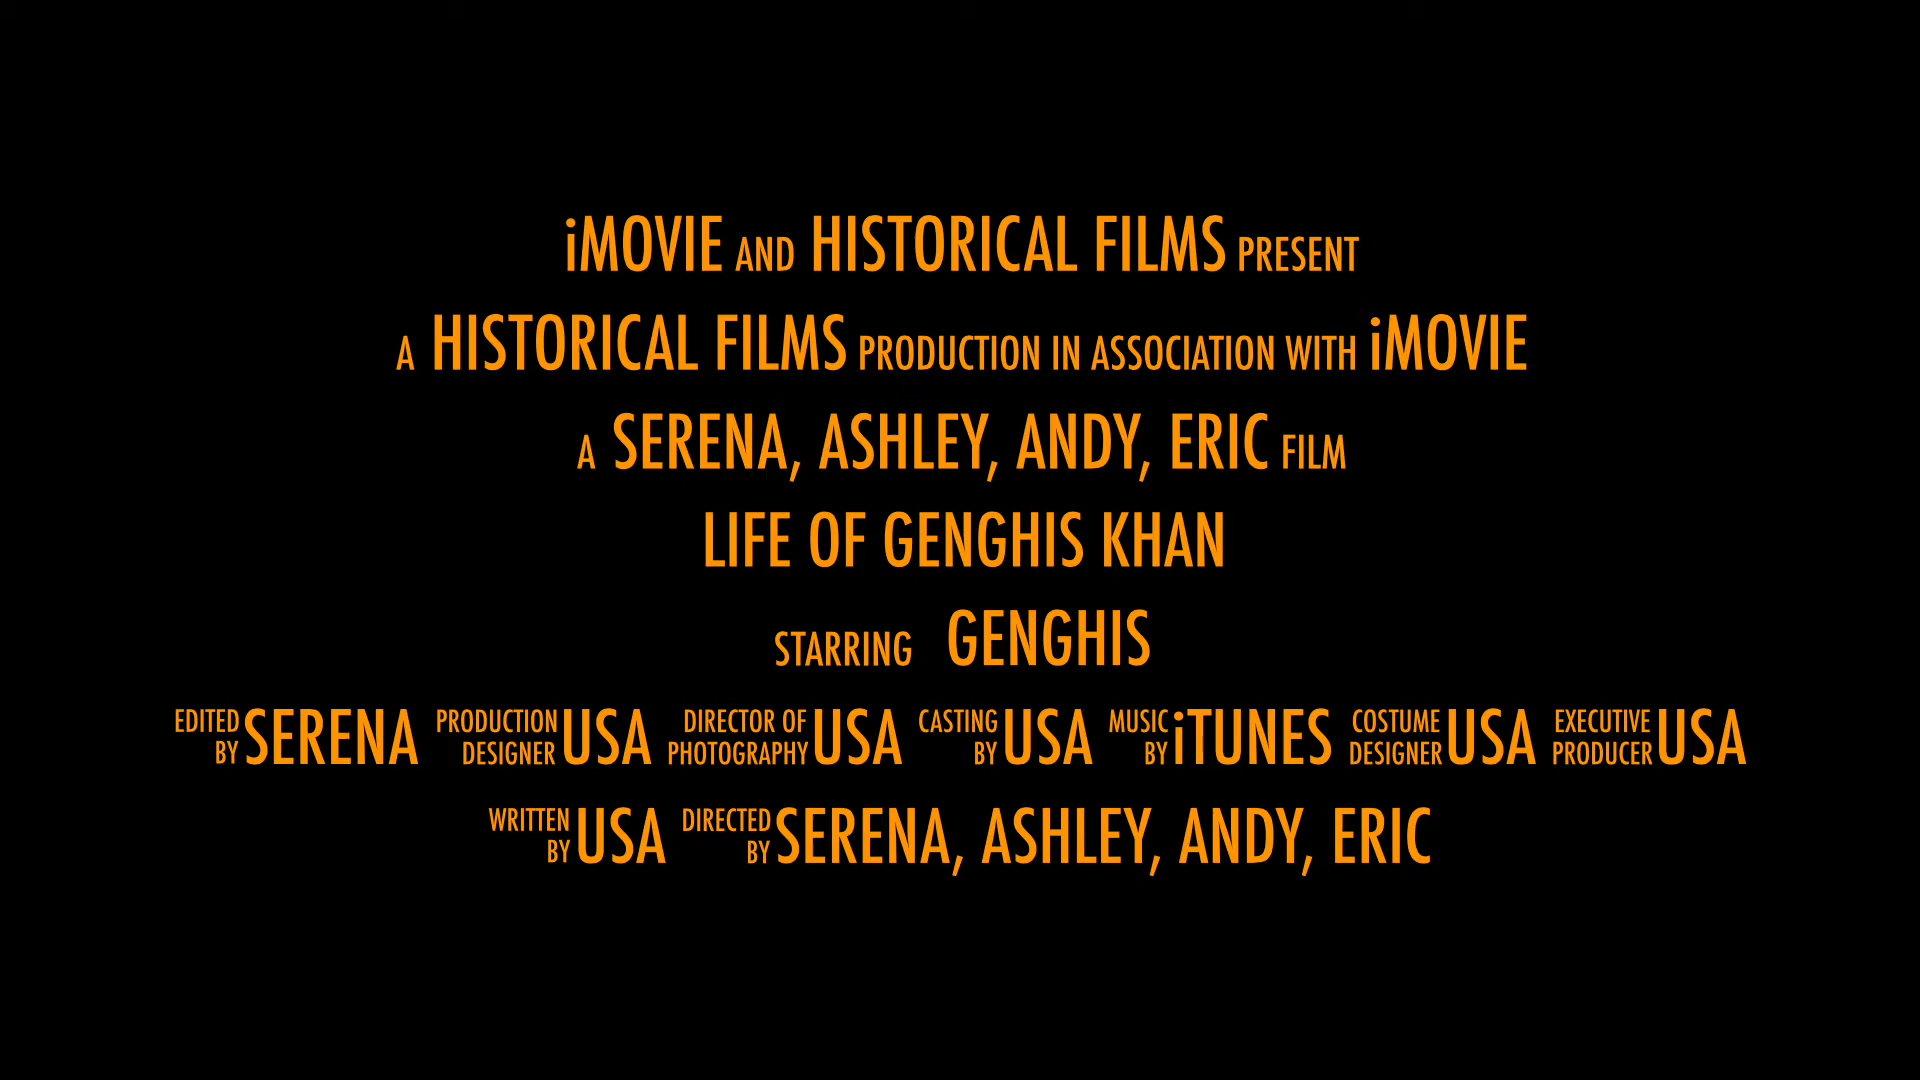 iMOVIE AND HISTORICAL FILMS PRESENT
A HISTORICAL FILMS PRODUCTION IN ASSOCIATION WITH iMOVIE
A SERENA, ASHLEY, ANDY, ERIC FILM
LIFE OF GENGHIS KHAN
STARRING GENGHIS
EDITED BY SERENA PRODUCTION DESIGNER USA DIRECTOR OF PHOTOGRAPHY USA CASTING BY USA MUSIC BY iTUNES COSTUME DESIGNER USA EXECUTIVE PRODUCER USA
WRITTEN BY USA DIRECTED BY SERENA, ASHLEY, ANDY, ERIC